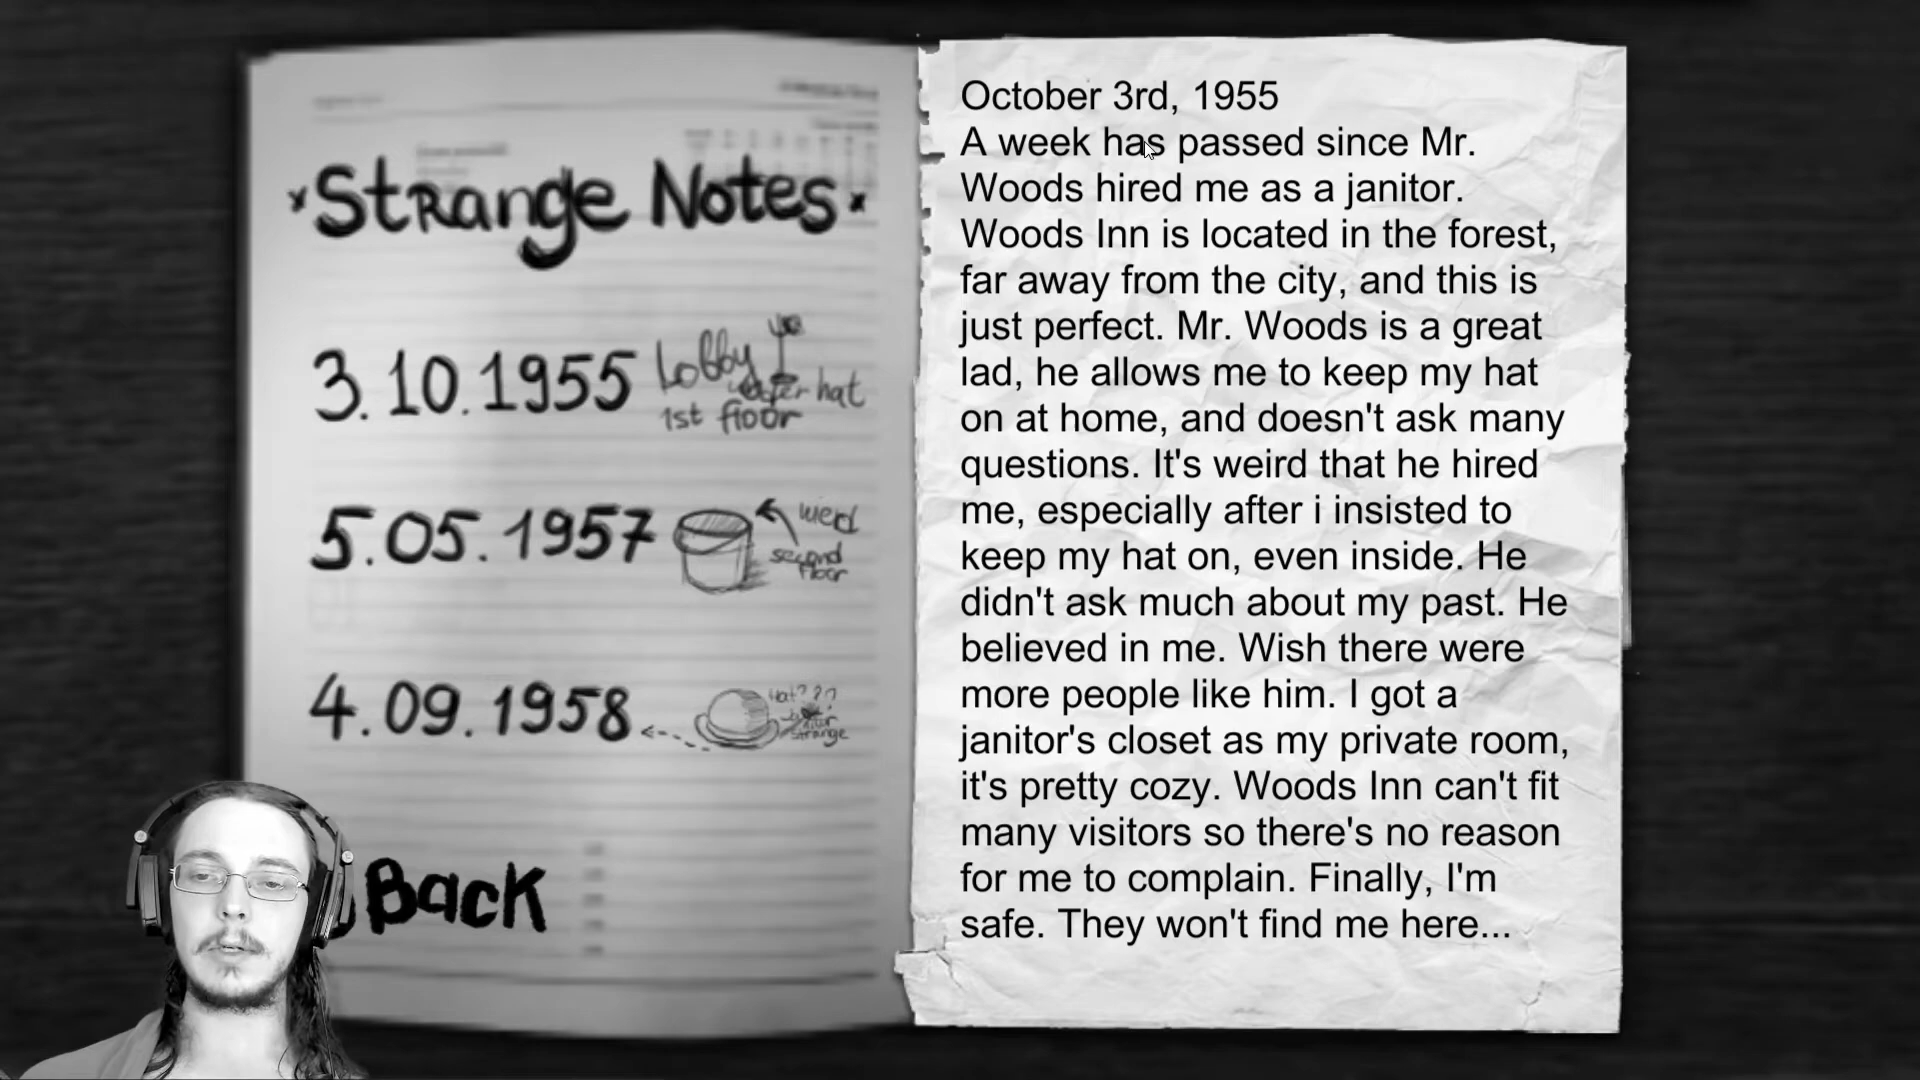 Strange Notes
3.10.1955
Lobby
hat
1st floor
5.05.1957
second
floor
4.09.1958
Hat???
strange
Back
October 3rd, 1955
A week has passed since Mr.
Woods hired me as a janitor.
Woods Inn is located in the forest,
far away from the city, and this is
just perfect. Mr. Woods is a great
lad, he allows me to keep my hat
on at home, and doesn't ask many
questions. It's weird that he hired
me, especially after i insisted to
keep my hat on, even inside. He
didn't ask much about my past. He
believed in me. Wish there were
more people like him. I got a
janitor's closet as my private room,
it's pretty cozy. Woods Inn can't fit
many visitors so there's no reason
for me to complain. Finally, I'm
safe. They won't find me here...